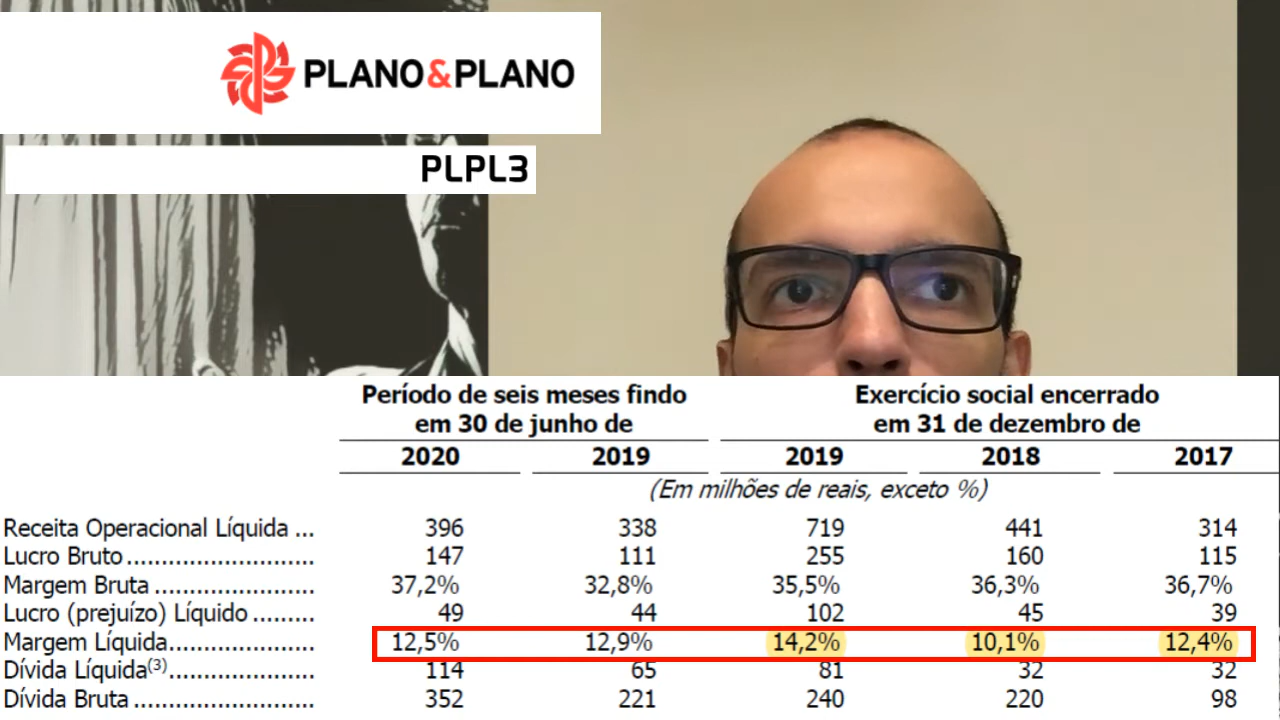 PLANO&PLANO
PLPL3
Período de seis meses findo em 30 de junho de
Exercício social encerrado em 31 de dezembro de
2020 2019 2019 2018 2017
(Em milhões de reais, exceto %)
Receita Operacional Líquida ... 396 338 719 441 314
Lucro Bruto............................ 147 111 255 160 115
Margem Bruta........................ 37,2% 32,8% 35,5% 36,3% 36,7%
Lucro (prejuízo) Líquido ......... 49 44 102 45 39
Margem Líquida...................... 12,5% 12,9% 14,2% 10,1% 12,4%
Dívida Líquida(3)...................... 114 65 81 32 32
Dívida Bruta........................... 352 221 240 220 98